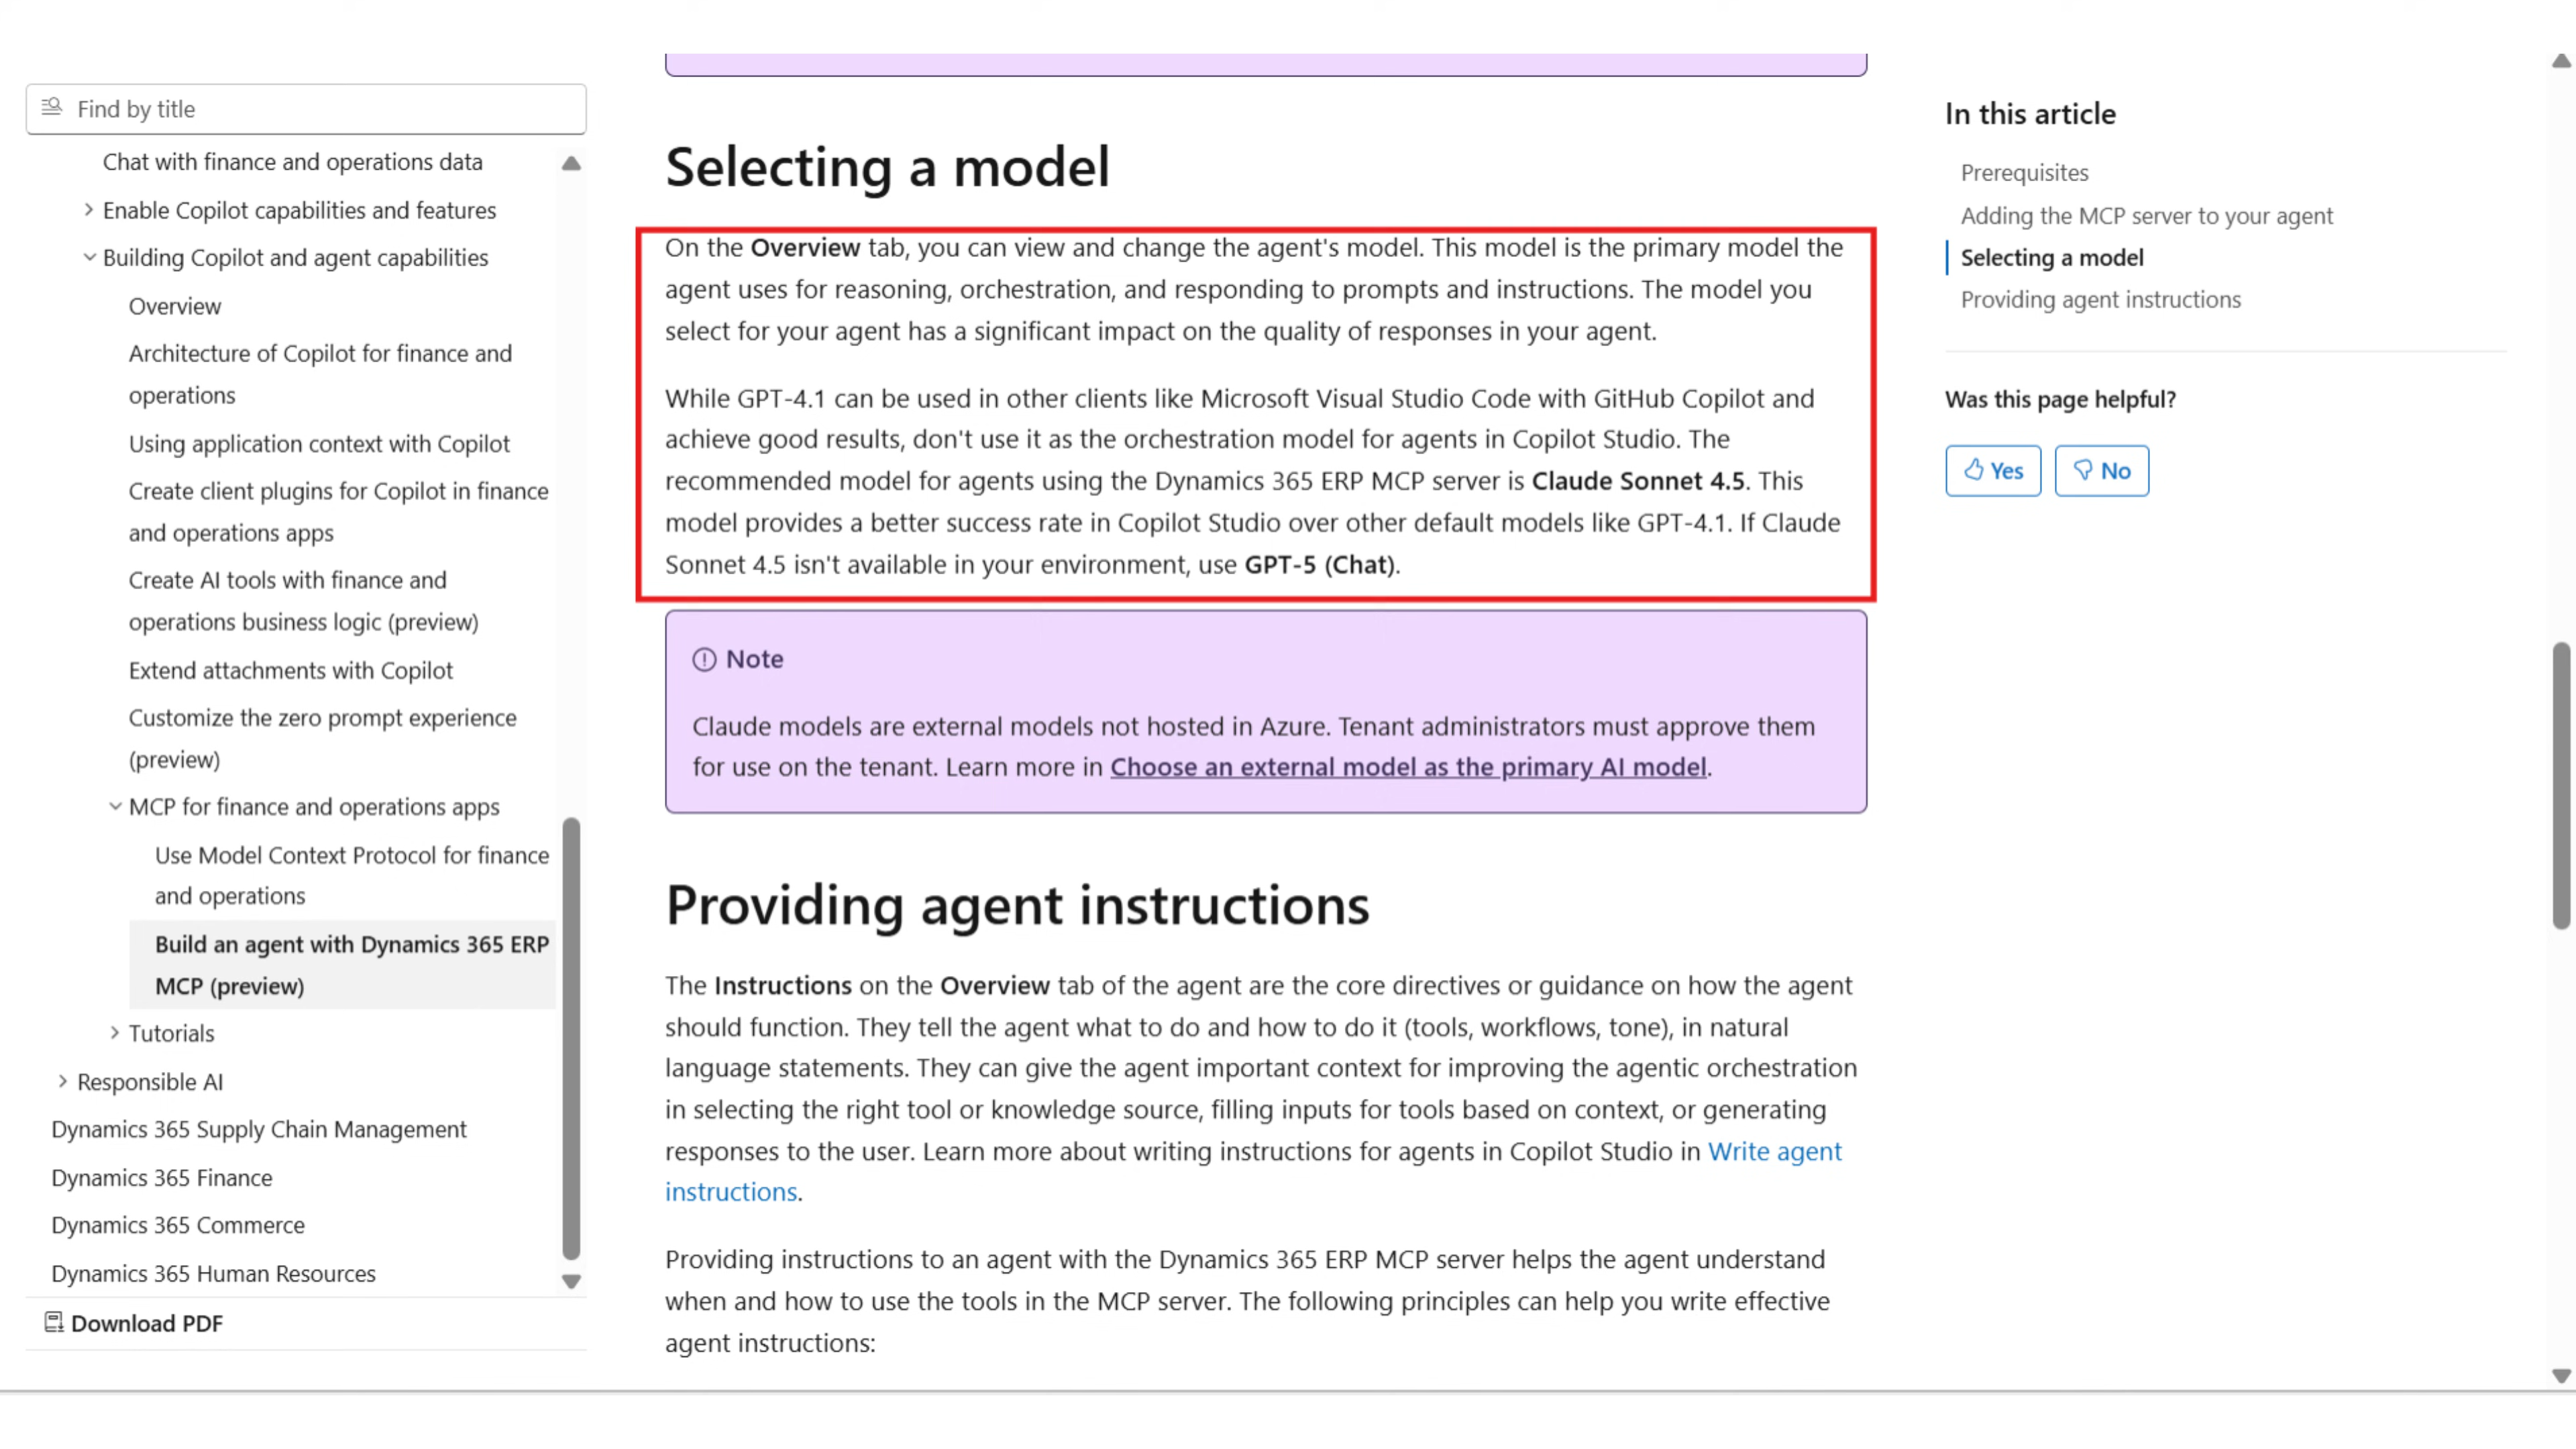 Find by title
Chat with finance and operations data
Enable Copilot capabilities and features
Building Copilot and agent capabilities
Overview
Architecture of Copilot for finance and
operations
Using application context with Copilot
Create client plugins for Copilot in finance
and operations apps
Create AI tools with finance and
operations business logic (preview)
Extend attachments with Copilot
Customize the zero prompt experience
(preview)
MCP for finance and operations apps
Use Model Context Protocol for finance
and operations
Build an agent with Dynamics 365 ERP
MCP (preview)
Tutorials
Responsible AI
Dynamics 365 Supply Chain Management
Dynamics 365 Finance
Dynamics 365 Commerce
Dynamics 365 Human Resources
Download PDF
Selecting a model
On the Overview tab, you can view and change the agent's model. This model is the primary model the
agent uses for reasoning, orchestration, and responding to prompts and instructions. The model you
select for your agent has a significant impact on the quality of responses in your agent.
While GPT-4.1 can be used in other clients like Microsoft Visual Studio Code with GitHub Copilot and
achieve good results, don't use it as the orchestration model for agents in Copilot Studio. The
recommended model for agents using the Dynamics 365 ERP MCP server is Claude Sonnet 4.5. This
model provides a better success rate in Copilot Studio over other default models like GPT-4.1. If Claude
Sonnet 4.5 isn't available in your environment, use GPT-5 (Chat).
Note
Claude models are external models not hosted in Azure. Tenant administrators must approve them
for use on the tenant. Learn more in Choose an external model as the primary AI model.
Providing agent instructions
The Instructions on the Overview tab of the agent are the core directives or guidance on how the agent
should function. They tell the agent what to do and how to do it (tools, workflows, tone), in natural
language statements. They can give the agent important context for improving the agentic orchestration
in selecting the right tool or knowledge source, filling inputs for tools based on context, or generating
responses to the user. Learn more about writing instructions for agents in Copilot Studio in Write agent
instructions.
Providing instructions to an agent with the Dynamics 365 ERP MCP server helps the agent understand
when and how to use the tools in the MCP server. The following principles can help you write effective
agent instructions:
In this article
Prerequisites
Adding the MCP server to your agent
Selecting a model
Providing agent instructions
Was this page helpful?
Yes No